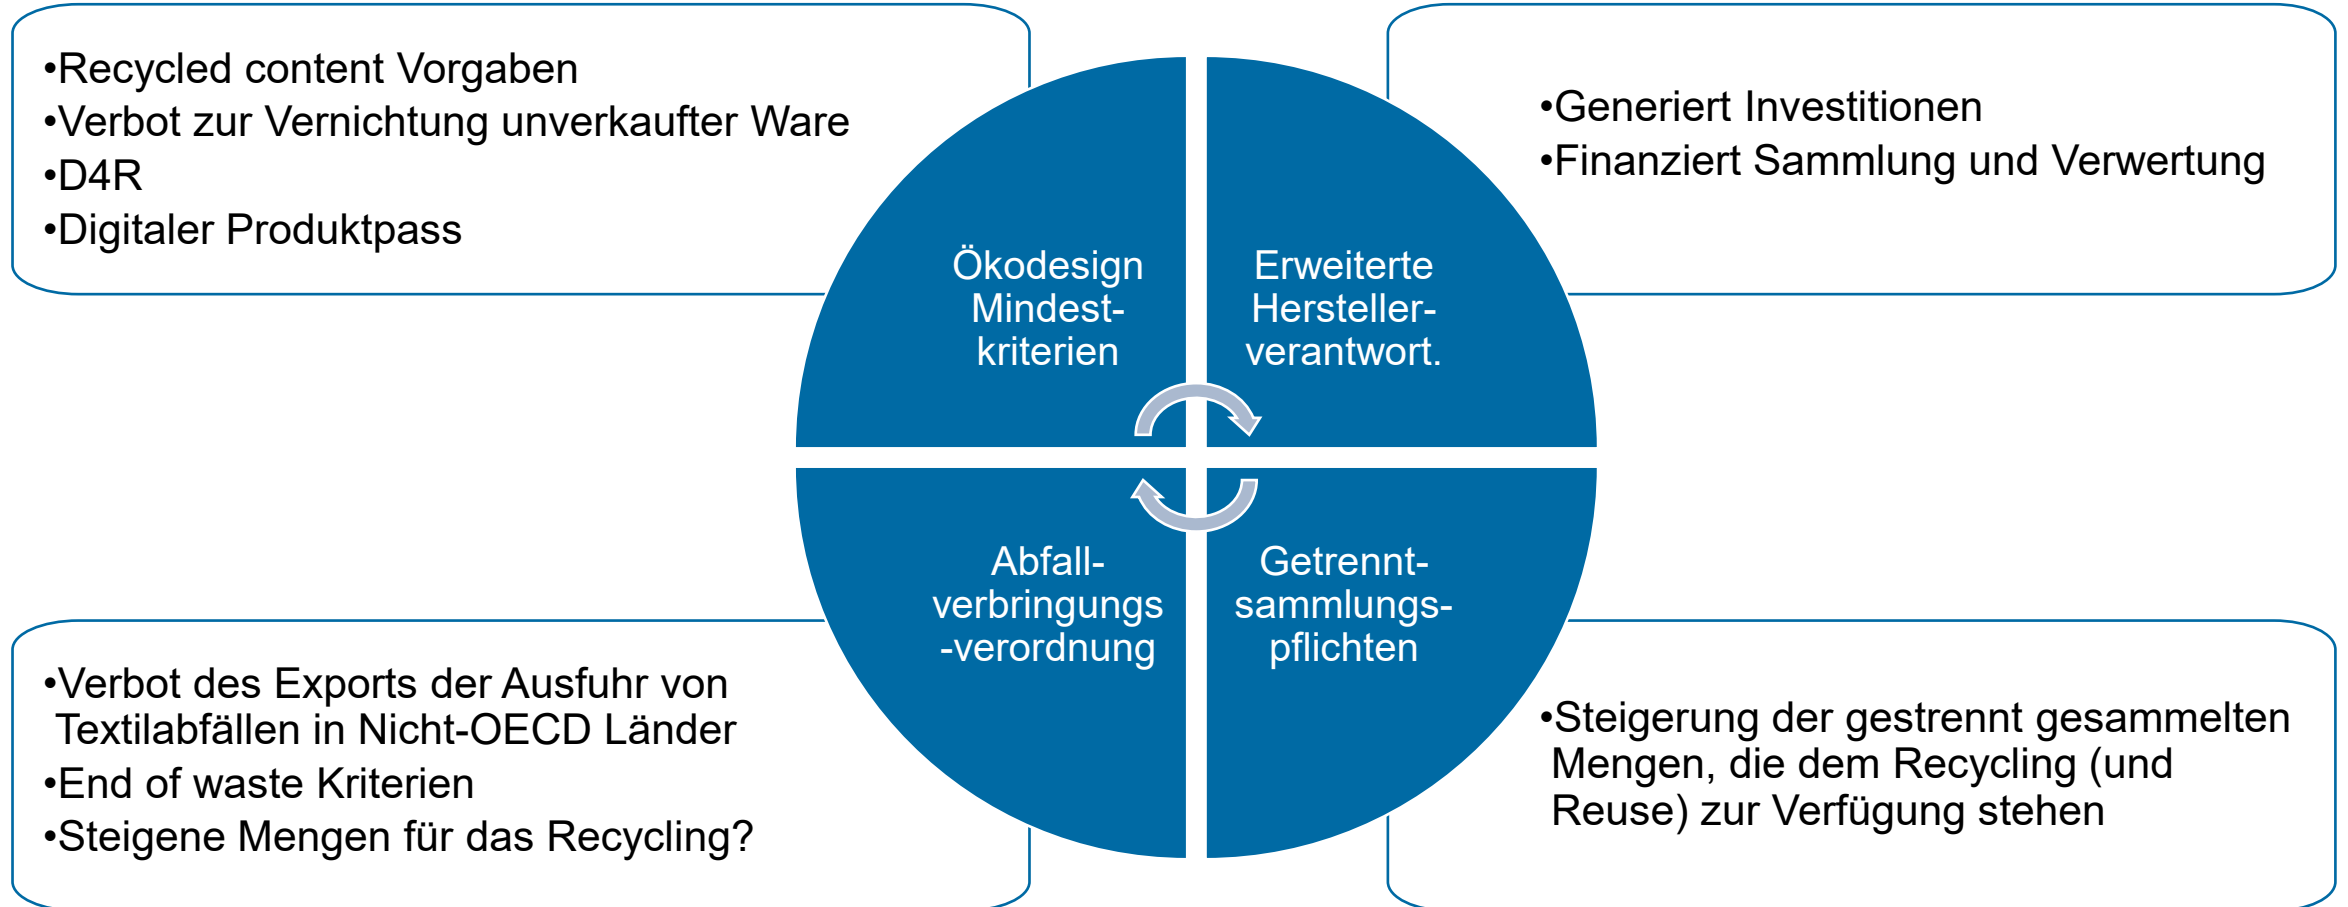 •Recycled content Vorgaben
•Verbot zur Vernichtung unverkaufter Ware
•D4R
•Digitaler Produktpass
•Generiert Investitionen
•Finanziert Sammlung und Verwertung
Ökodesign
Mindest-
kriterien
Erweiterte
Hersteller-
verantwort.
Abfall-
verbringungs
-verordnung
Getrennt-
sammlungs-
pflichten
•Verbot des Exports der Ausfuhr von
Textilabfällen in Nicht-OECD Länder
•End of waste Kriterien
•Steigene Mengen für das Recycling?
•Steigerung der gestrennt gesammelten
Mengen, die dem Recycling (und
Reuse) zur Verfügung stehen